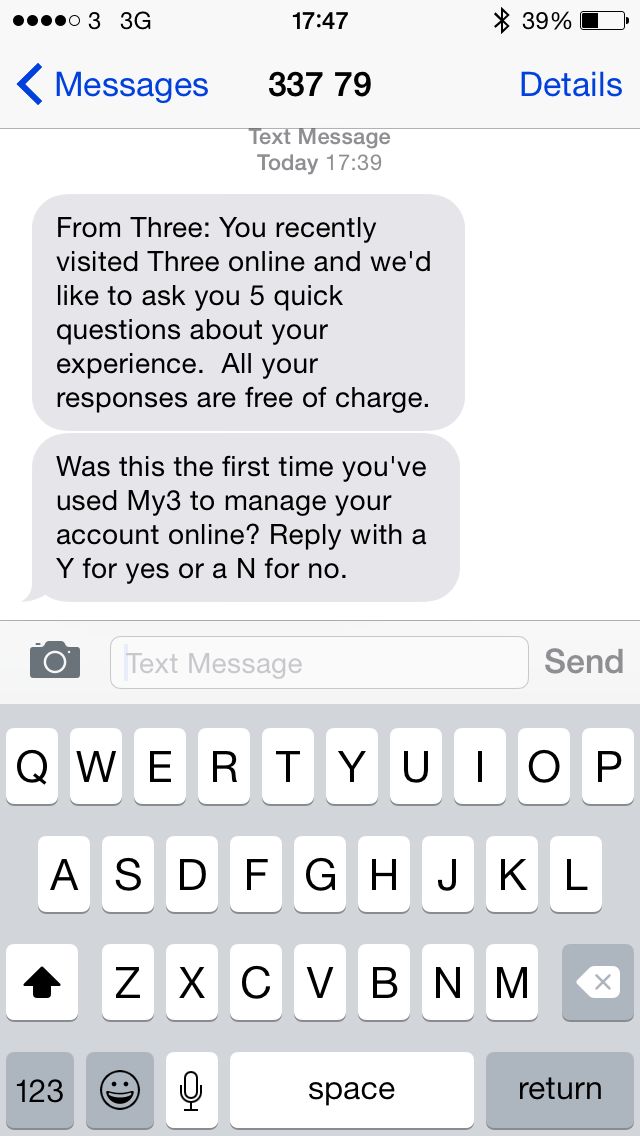 3 3G 17:47 39%
Messages 337 79 Details
Text Message
Today 17:39
From Three: You recently
visited Three online and we'd
like to ask you 5 quick
questions about your
experience.  All your
responses are free of charge.
Was this the first time you've
used My3 to manage your
account online? Reply with a
Y for yes or a N for no.
Text Message Send
Q W E R T Y U I O P
A S D F G H J K L
Z X C V B N M
123 space return